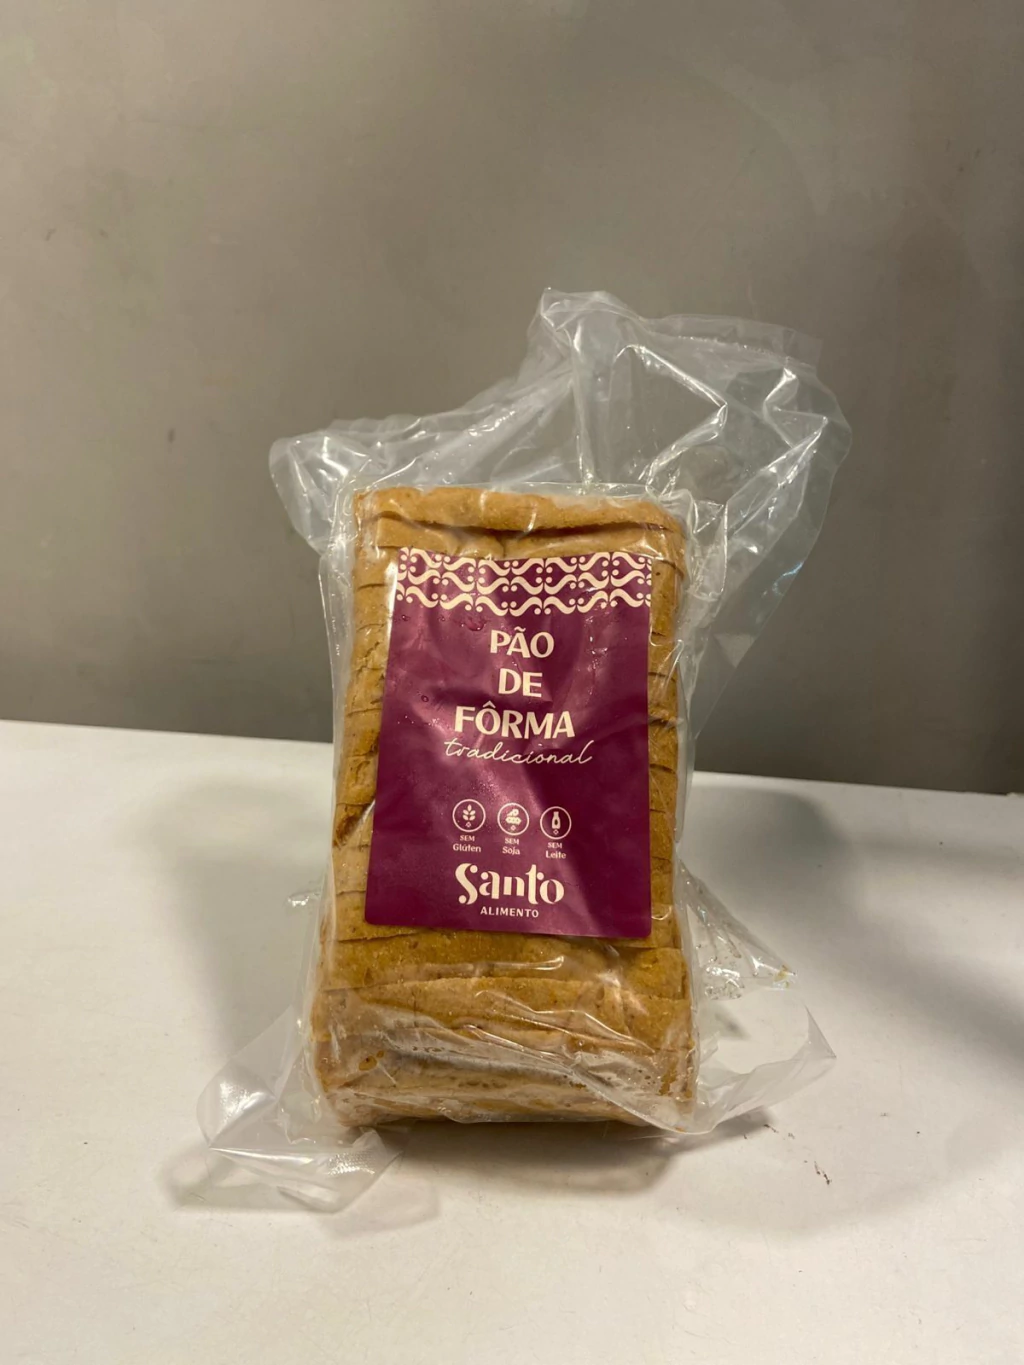 PÃO
DE
FÔRMA
tradicional
SEM Glúten
SEM Soja
SEM Leite
Santo
ALIMENTO